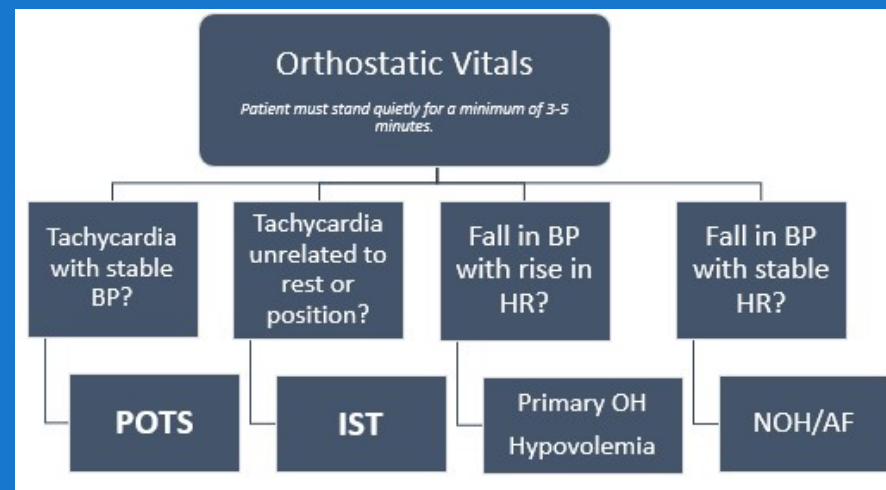 Orthostatic Vitals
Patient must stand quietly for a minimum of 3-5
minutes.
Tachycardia
with stable
BP?
Tachycardia
unrelated to
rest or
position?
Fall in BP
with rise in
HR?
Fall in BP
with stable
HR?
POTS
IST
Primary OH
Hypovolemia
NOH/AF